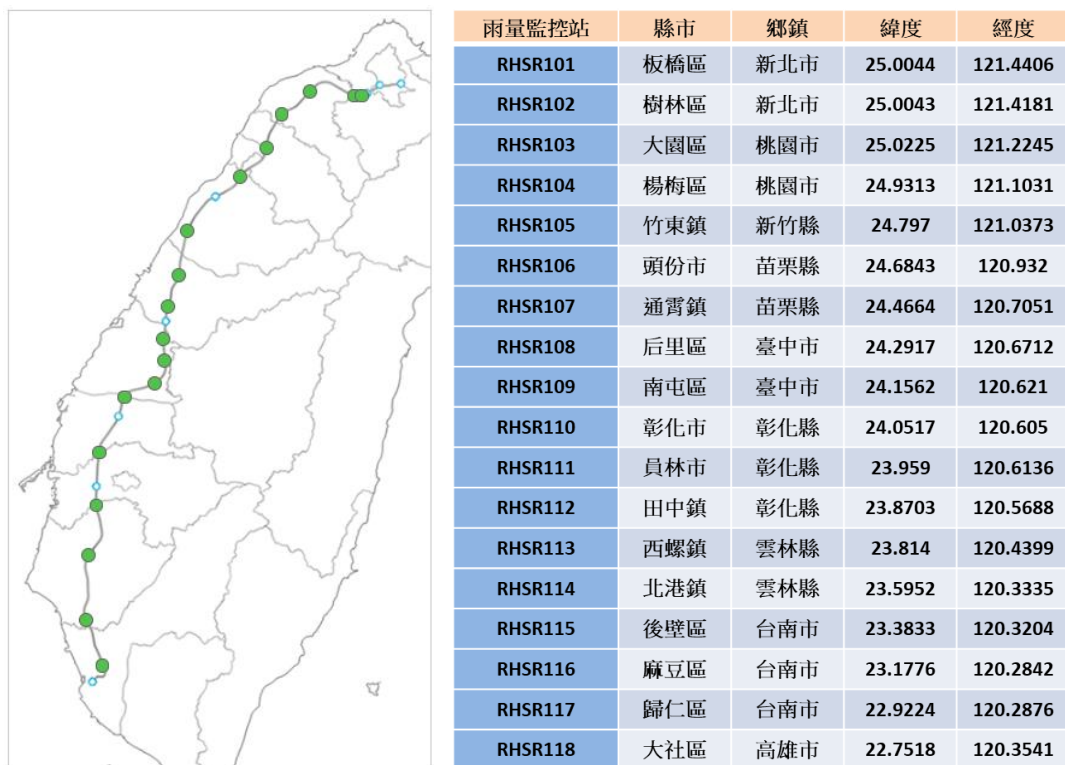 雨量監控站 縣市 鄉鎮 緯度 經度
RHSR101 板橋區 新北市 25.0044 121.4406
RHSR102 樹林區 新北市 25.0043 121.4181
RHSR103 大園區 桃園市 25.0225 121.2245
RHSR104 楊梅區 桃園市 24.9313 121.1031
RHSR105 竹東鎮 新竹縣 24.797 121.0373
RHSR106 頭份市 苗栗縣 24.6843 120.932
RHSR107 通霄鎮 苗栗縣 24.4664 120.7051
RHSR108 后里區 臺中市 24.2917 120.6712
RHSR109 南屯區 臺中市 24.1562 120.621
RHSR110 彰化市 彰化縣 24.0517 120.605
RHSR111 員林市 彰化縣 23.959 120.6136
RHSR112 田中鎮 彰化縣 23.8703 120.5688
RHSR113 西螺鎮 雲林縣 23.814 120.4399
RHSR114 北港鎮 雲林縣 23.5952 120.3335
RHSR115 後壁區 台南市 23.3833 120.3204
RHSR116 麻豆區 台南市 23.1776 120.2842
RHSR117 歸仁區 台南市 22.9224 120.2876
RHSR118 大社區 高雄市 22.7518 120.3541